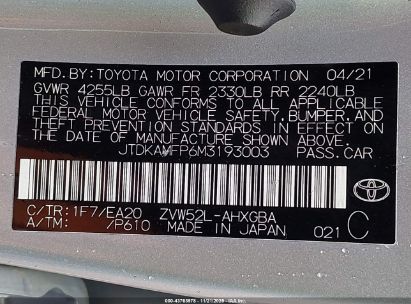 MFD.BY:TOYOTA MOTOR CORPORATION 04/21
GVWR 4255LB GAWR FR 2330LB RR 2240LB
THIS VEHICLE CONFORMS TO ALL APPLICABLE
FEDERAL MOTOR VEHICLE SAFETY, BUMPER, AND
THEFT PREVENTION STANDARDS IN EFFECT ON
THE DATE OF MANUFACTURE SHOWN ABOVE.
JTDKAMFP6M3193003 PASS.CAR
C/TR: 1F7/EA20 ZVW52L-AHXGBA
A/TM: /P610 MADE IN JAPAN 021 C
TOYOTA